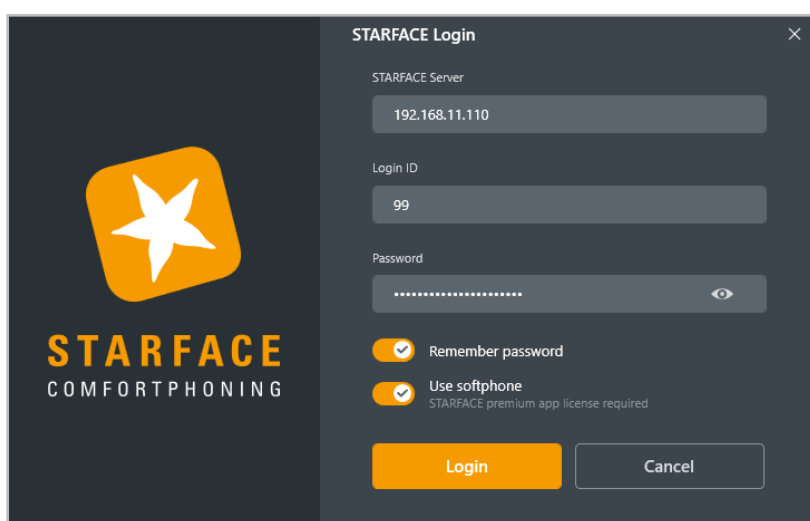 STARFACE
COMFORTPHONING
STARFACE Login
STARFACE Server
192.168.11.110
Login ID
99
Password
••••••••••••••••••••••
Remember password
Use softphone
STARFACE premium app license required
Login
Cancel